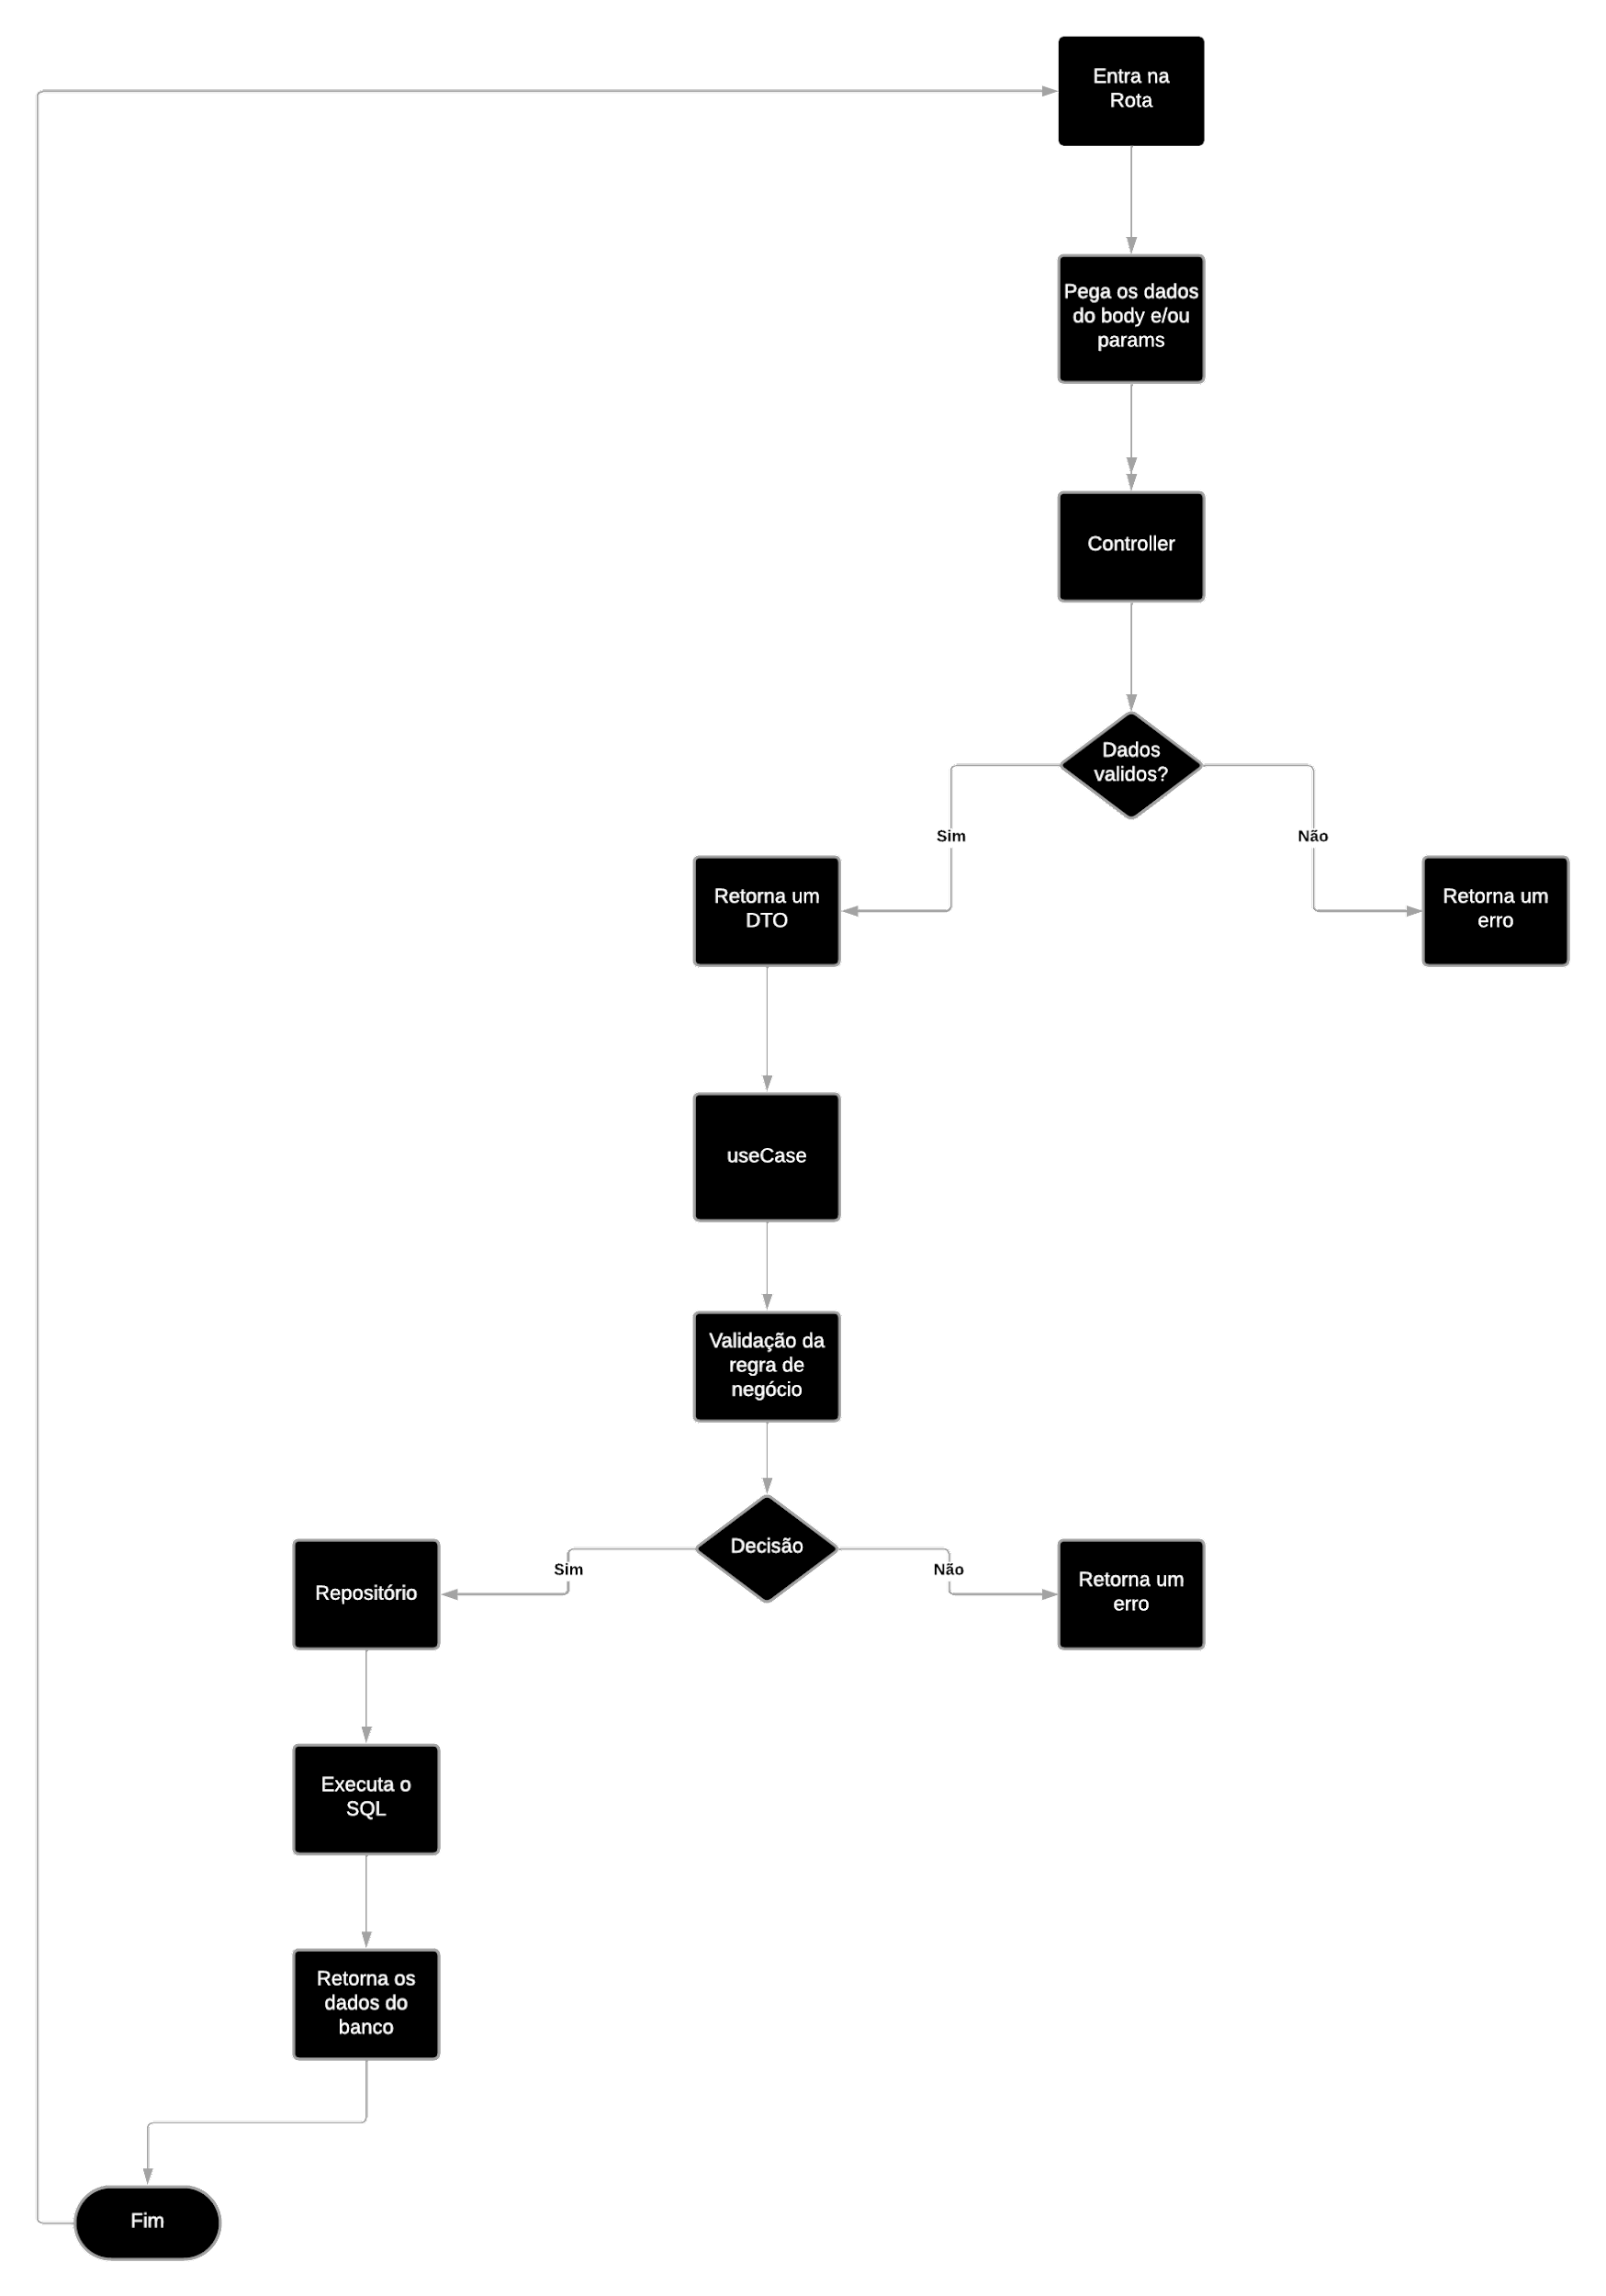 Entra na
Rota
Pega os dados
do body e/ou
params
Controller
Dados
validos?
Sim
Não
Retorna um
DTO
Retorna um
erro
useCase
Validação da
regra de
negócio
Decisão
Sim
Não
Repositório
Retorna um
erro
Executa o
SQL
Retorna os
dados do
banco
Fim